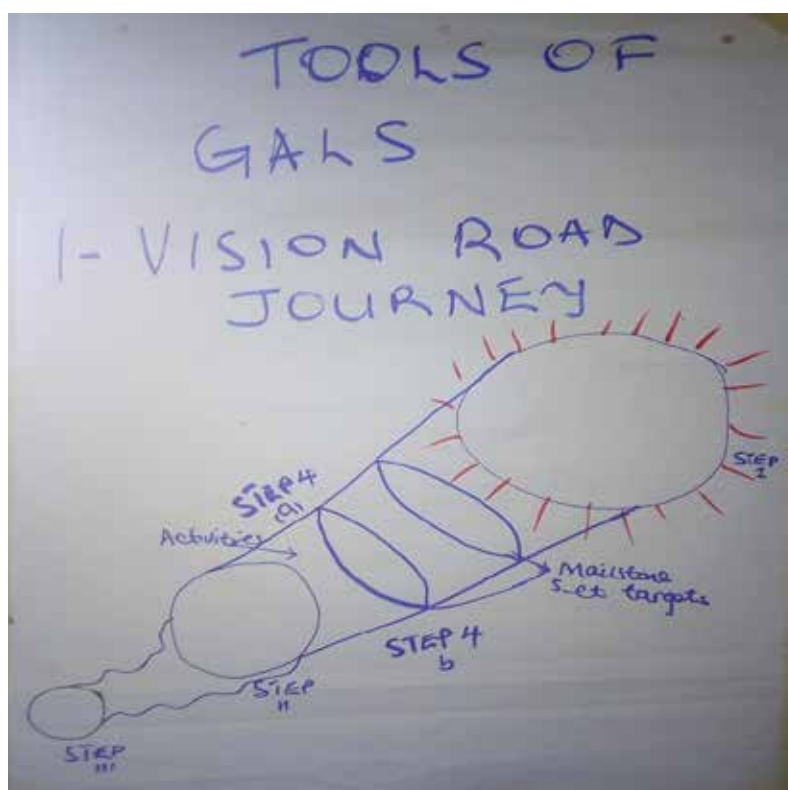 TOOLS OF
GALS
1- VISION ROAD
JOURNEY
STEP
I
STEP 4
(a)
Activities
Mailstone
Set targets
STEP 4
b
STEP
II
STEP
III